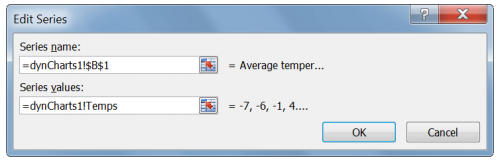 Edit Series
Series name:
=dynCharts1!$B$1 = Average temper...
Series values:
=dynCharts1!Temps = -7, -6, -1, 4....
OK Cancel